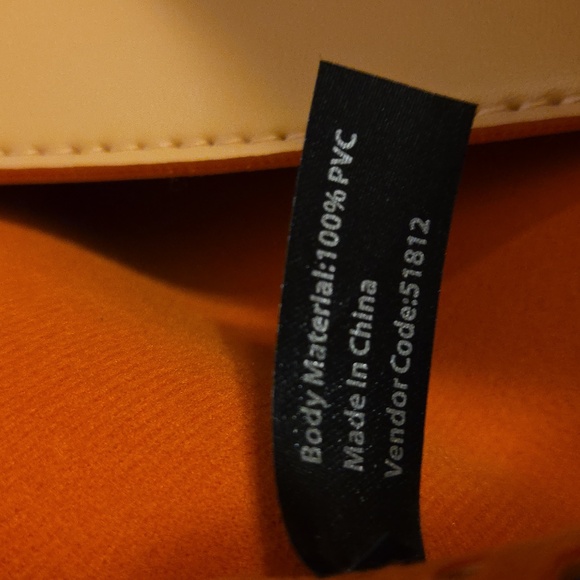 Body Material:100% PVC
Made In China
Vendor Code:51812